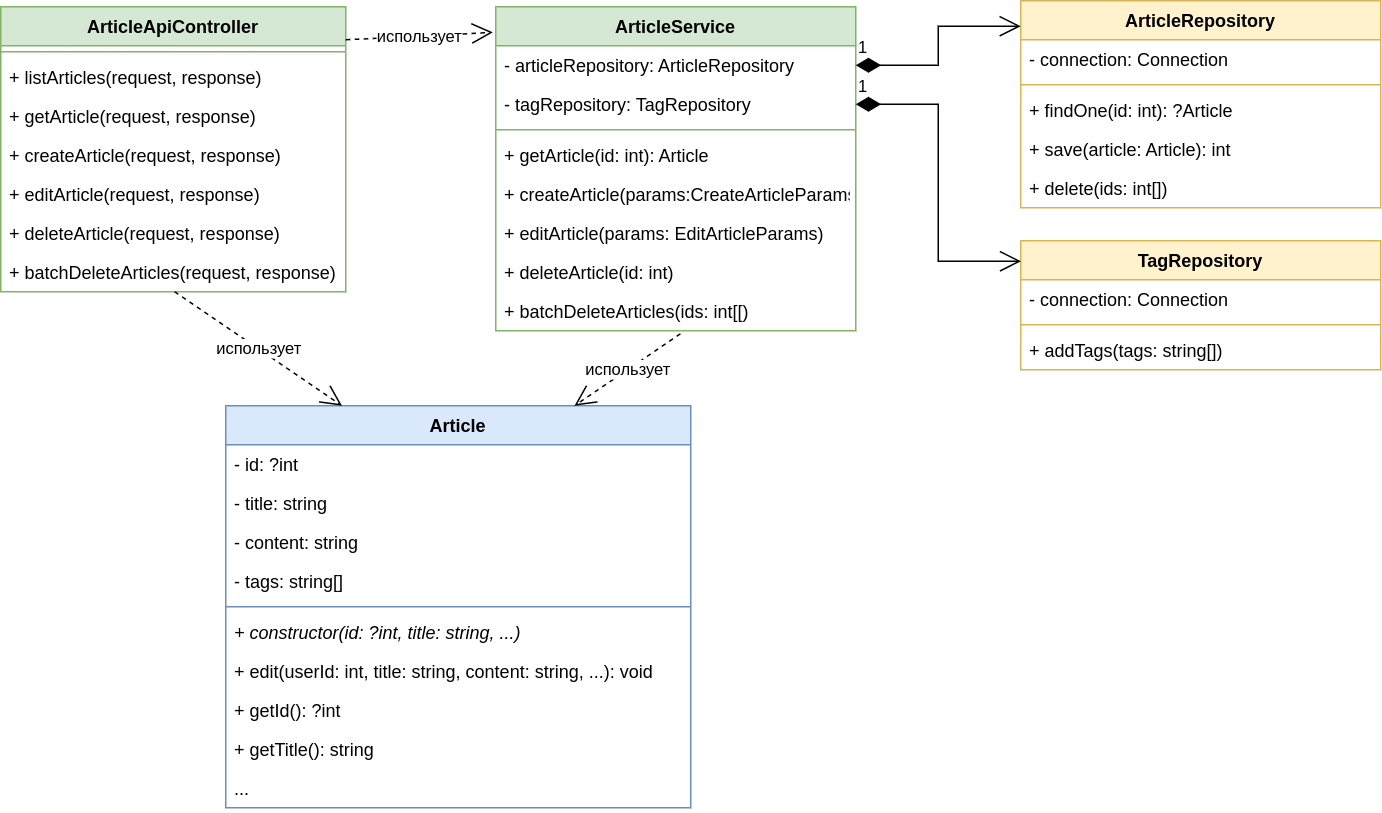 ArticleApiController
+ listArticles(request, response)
+ getArticle(request, response)
+ createArticle(request, response)
+ editArticle(request, response)
+ deleteArticle(request, response)
+ batchDeleteArticles(request, response)
использует
ArticleService
- articleRepository: ArticleRepository
- tagRepository: TagRepository
+ getArticle(id: int): Article
+ createArticle(params:CreateArticleParams
+ editArticle(params: EditArticleParams)
+ deleteArticle(id: int)
+ batchDeleteArticles(ids: int[[)
1
1
ArticleRepository
- connection: Connection
+ findOne(id: int): ?Article
+ save(article: Article): int
+ delete(ids: int[])
TagRepository
- connection: Connection
+ addTags(tags: string[])
использует
использует
Article
- id: ?int
- title: string
- content: string
- tags: string[]
+ constructor(id: ?int, title: string, ...)
+ edit(userId: int, title: string, content: string, ...): void
+ getId(): ?int
+ getTitle(): string
...